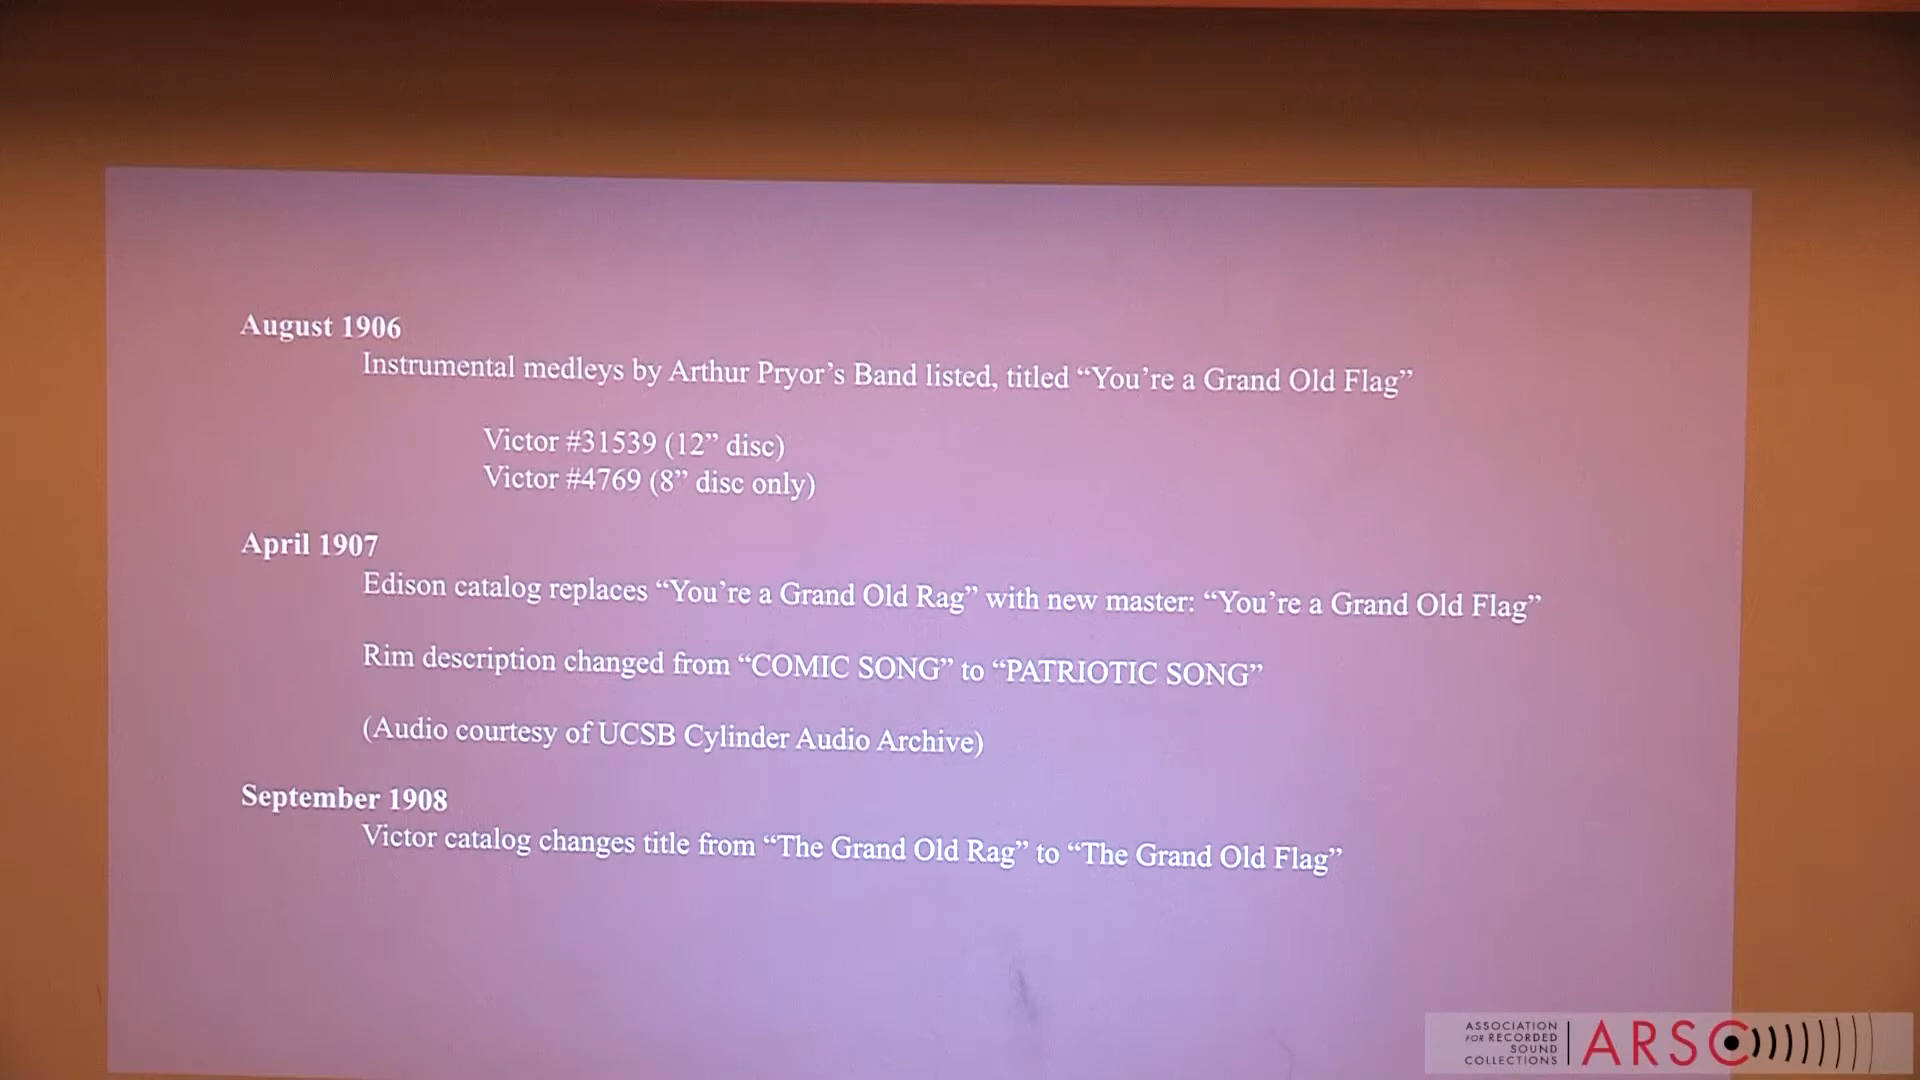 August 1906
Instrumental medleys by Arthur Pryor’s Band listed, titled “You’re a Grand Old Flag”
Victor #31539 (12” disc)
Victor #4769 (8” disc only)
April 1907
Edison catalog replaces “You’re a Grand Old Rag” with new master: “You’re a Grand Old Flag”
Rim description changed from “COMIC SONG” to “PATRIOTIC SONG”
(Audio courtesy of UCSB Cylinder Audio Archive)
September 1908
Victor catalog changes title from “The Grand Old Rag” to “The Grand Old Flag”
ASSOCIATION
FOR RECORDED
SOUND
COLLECTIONS
ARSC